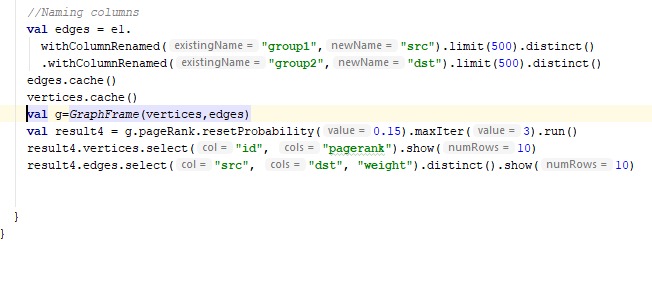 //Naming columns
val edges = e1.
withColumnRenamed( existingName = "group1", newName = "src").limit(500).distinct()
.withColumnRenamed( existingName = "group2", newName = "dst").limit(500).distinct()
edges.cache()
vertices.cache()
val g=GraphFrame(vertices,edges)
val result4 = g.pageRank.resetProbability( value = 0.15).maxIter( value = 3).run()
result4.vertices.select( col = "id", cols = "pagerank").show( numRows = 10)
result4.edges.select( col = "src", cols = "dst", "weight").distinct().show( numRows = 10)
}
}